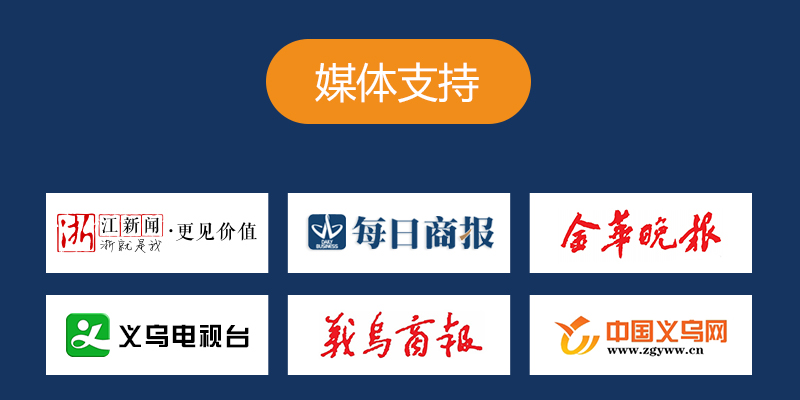 媒体支持
浙江新闻·更见价值
浙就是我
DAILY BUSINESS
每日商报
金华晚报
义乌电视台
義烏商報
中国义乌网
www.zgyww.cn